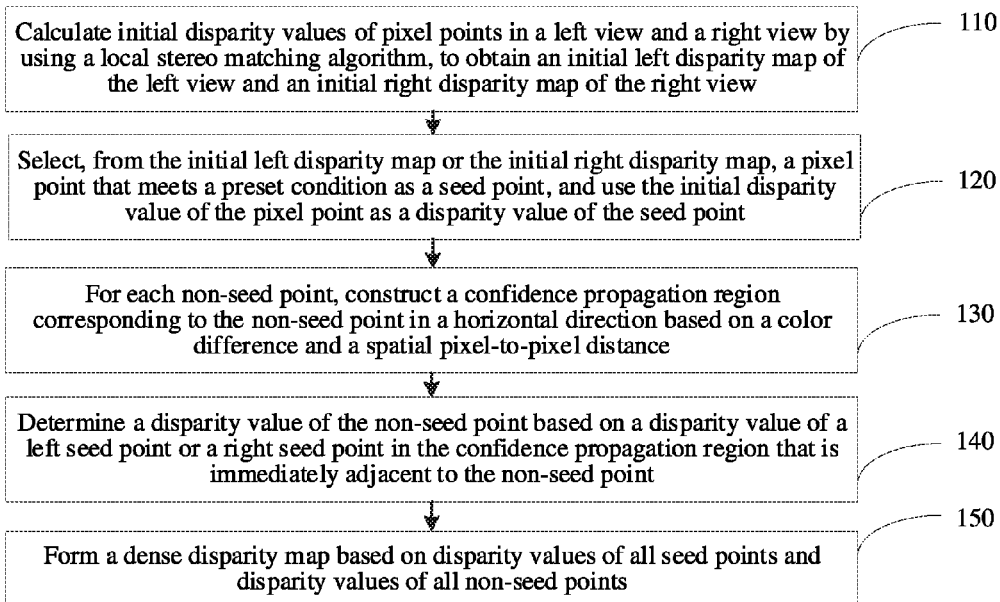 Calculate initial disparity values of pixel points in a left view and a right view by
using a local stereo matching algorithm, to obtain an initial left disparity map of
the left view and an initial right disparity map of the right view
110
Select, from the initial left disparity map or the initial right disparity map, a pixel
point that meets a preset condition as a seed point, and use the initial disparity
value of the pixel point as a disparity value of the seed point
120
For each non-seed point, construct a confidence propagation region
corresponding to the non-seed point in a horizontal direction based on a color
difference and a spatial pixel-to-pixel distance
130
Determine a disparity value of the non-seed point based on a disparity value of a
left seed point or a right seed point in the confidence propagation region that is
immediately adjacent to the non-seed point
140
Form a dense disparity map based on disparity values of all seed points and
disparity values of all non-seed points
150